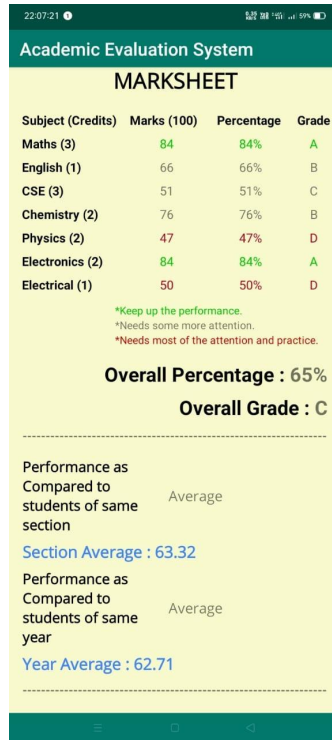 22:07:21
59%
Academic Evaluation System
MARKSHEET
Subject (Credits) Marks (100) Percentage Grade
Maths (3) 84 84% A
English (1) 66 66% B
CSE (3) 51 51% C
Chemistry (2) 76 76% B
Physics (2) 47 47% D
Electronics (2) 84 84% A
Electrical (1) 50 50% D
*Keep up the performance.
*Needs some more attention.
*Needs most of the attention and practice.
Overall Percentage : 65%
Overall Grade : C
Performance as
Compared to
students of same
section
Average
Section Average : 63.32
Performance as
Compared to
students of same
year
Average
Year Average : 62.71